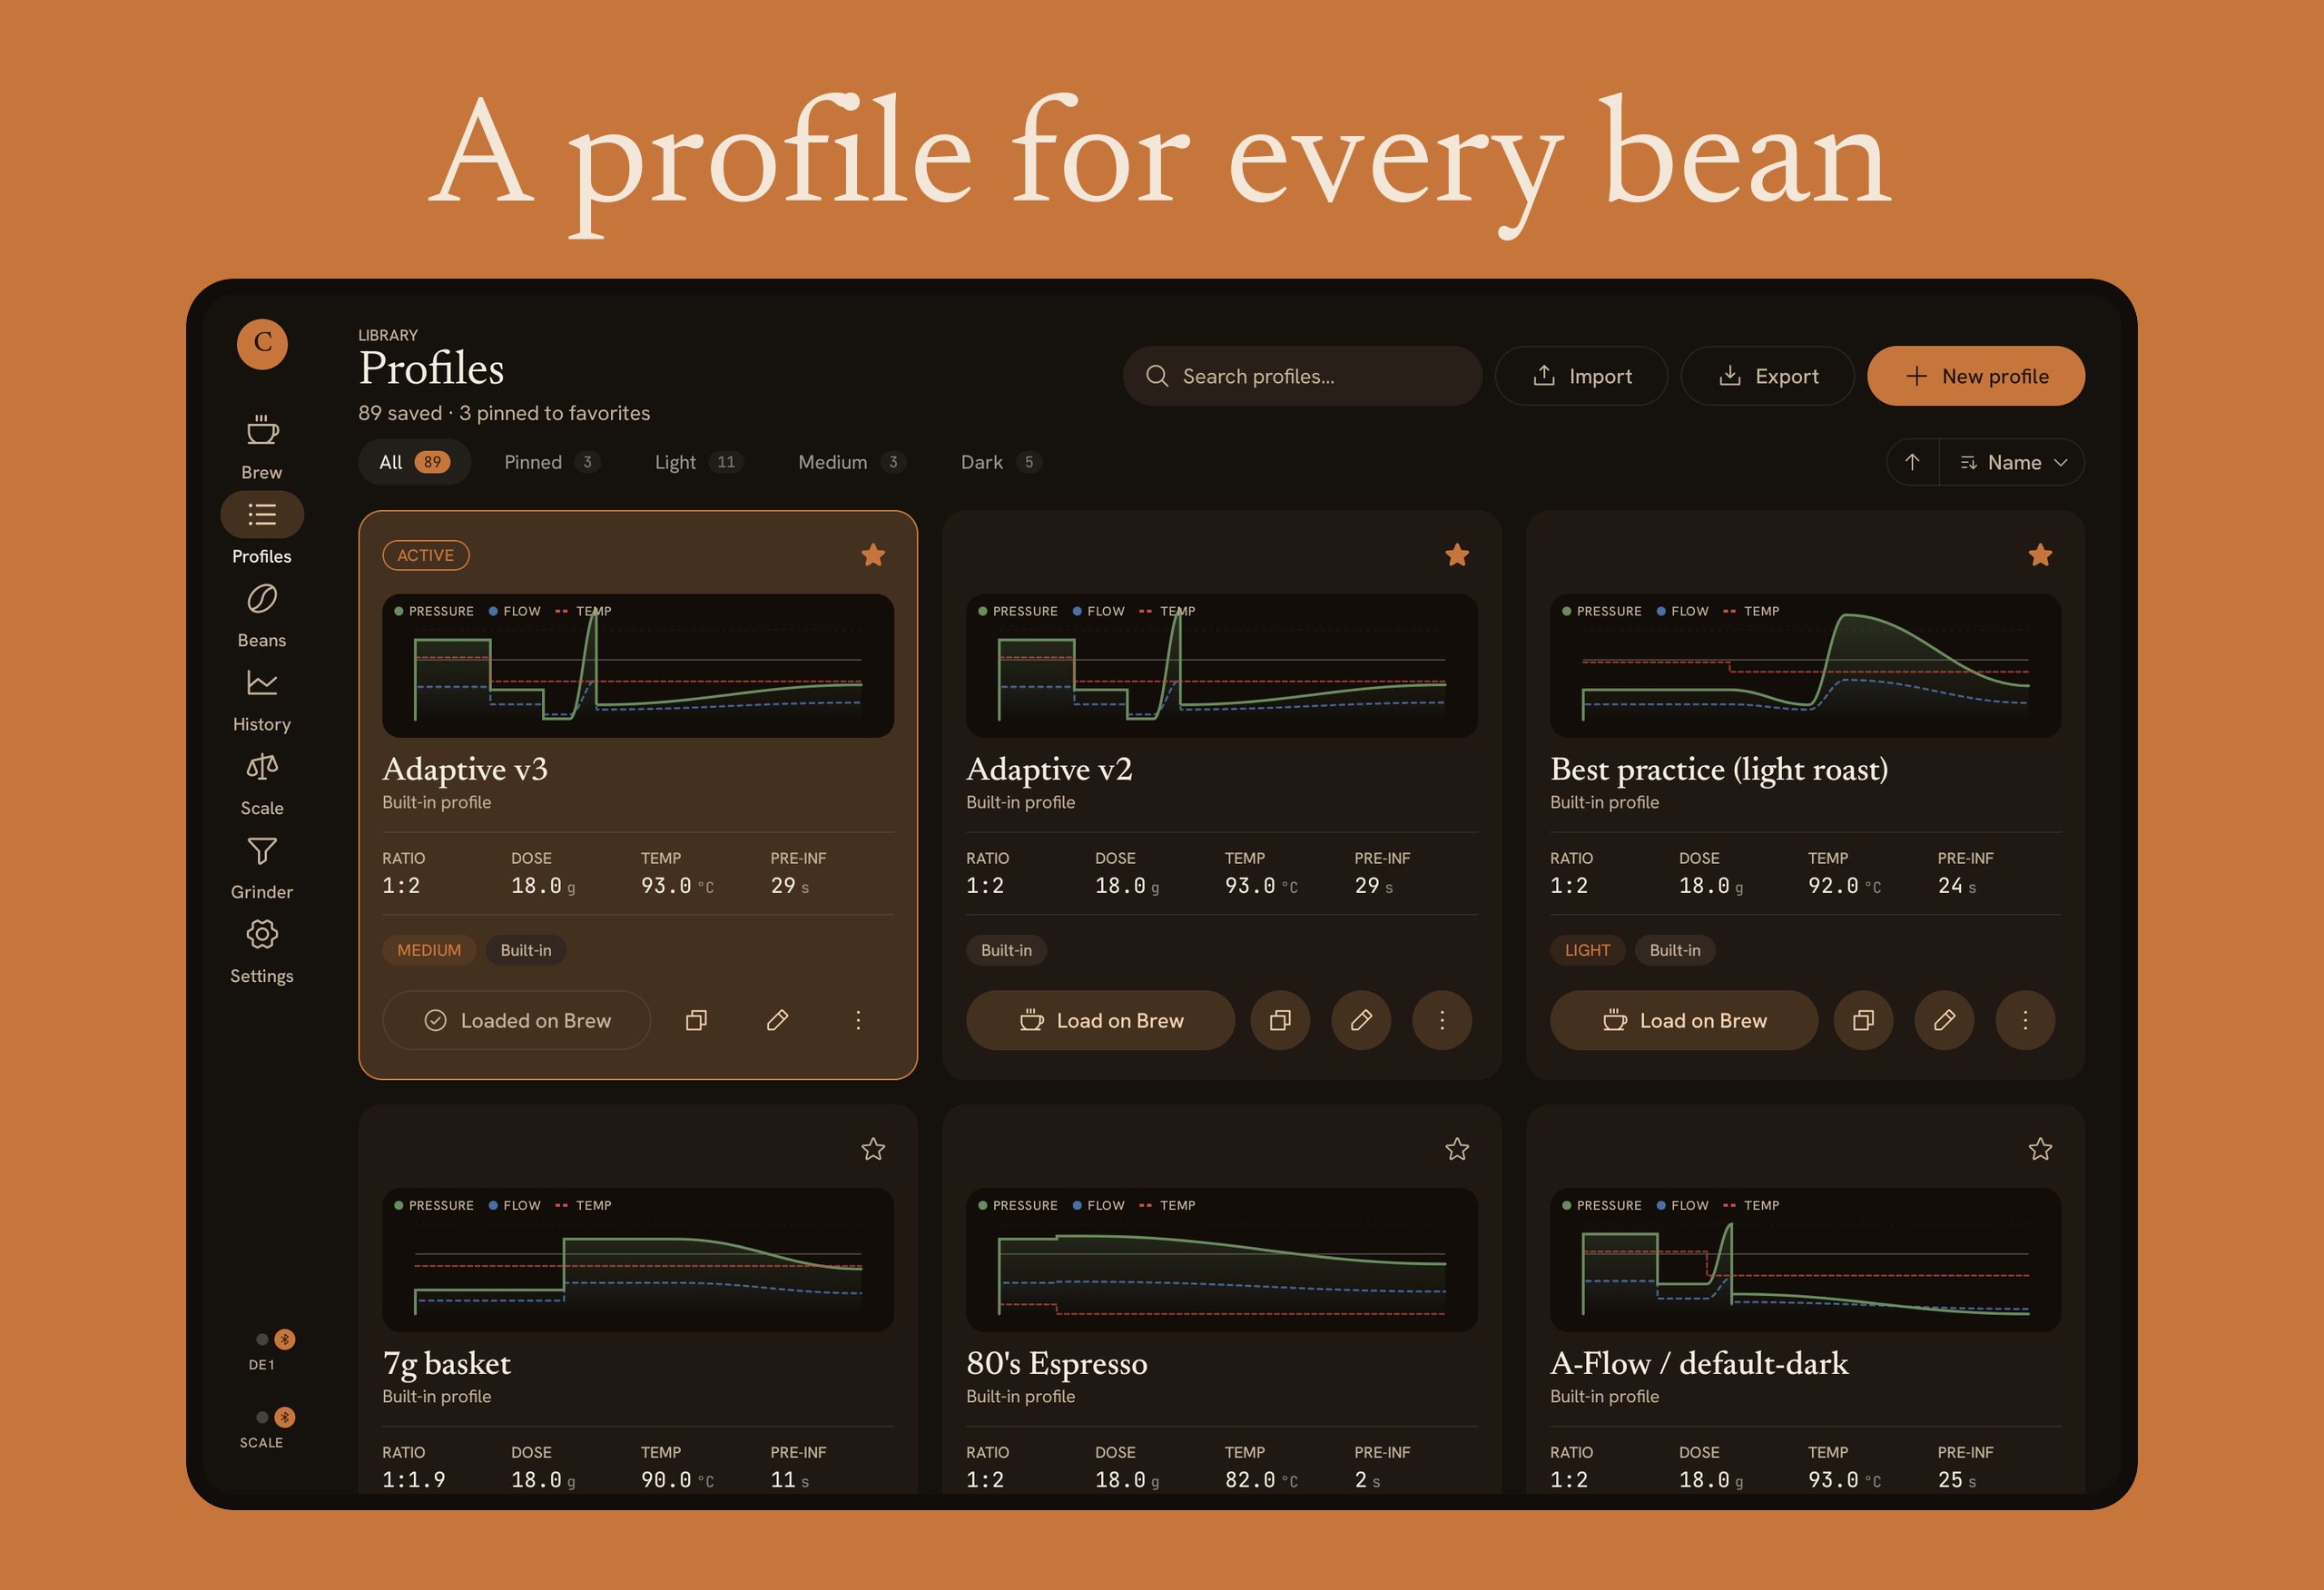 A profile for every bean
C
Brew
Profiles
Beans
History
Scale
Grinder
Settings
DE1
SCALE
LIBRARY
Profiles
89 saved · 3 pinned to favorites
Search profiles...
Import
Export
New profile
All 89 Pinned 3 Light 11 Medium 3 Dark 5
Name
ACTIVE
PRESSURE FLOW TEMP
Adaptive v3
Built-in profile
RATIO DOSE TEMP PRE-INF
1:2 18.0 g 93.0 °C 29 s
MEDIUM Built-in
Loaded on Brew
PRESSURE FLOW TEMP
Adaptive v2
Built-in profile
RATIO DOSE TEMP PRE-INF
1:2 18.0 g 93.0 °C 29 s
Built-in
Load on Brew
PRESSURE FLOW TEMP
Best practice (light roast)
Built-in profile
RATIO DOSE TEMP PRE-INF
1:2 18.0 g 92.0 °C 24 s
LIGHT Built-in
Load on Brew
PRESSURE FLOW TEMP
7g basket
Built-in profile
RATIO DOSE TEMP PRE-INF
1:1.9 18.0 g 90.0 °C 11 s
PRESSURE FLOW TEMP
80's Espresso
Built-in profile
RATIO DOSE TEMP PRE-INF
1:2 18.0 g 82.0 °C 2 s
PRESSURE FLOW TEMP
A-Flow / default-dark
Built-in profile
RATIO DOSE TEMP PRE-INF
1:2 18.0 g 93.0 °C 25 s